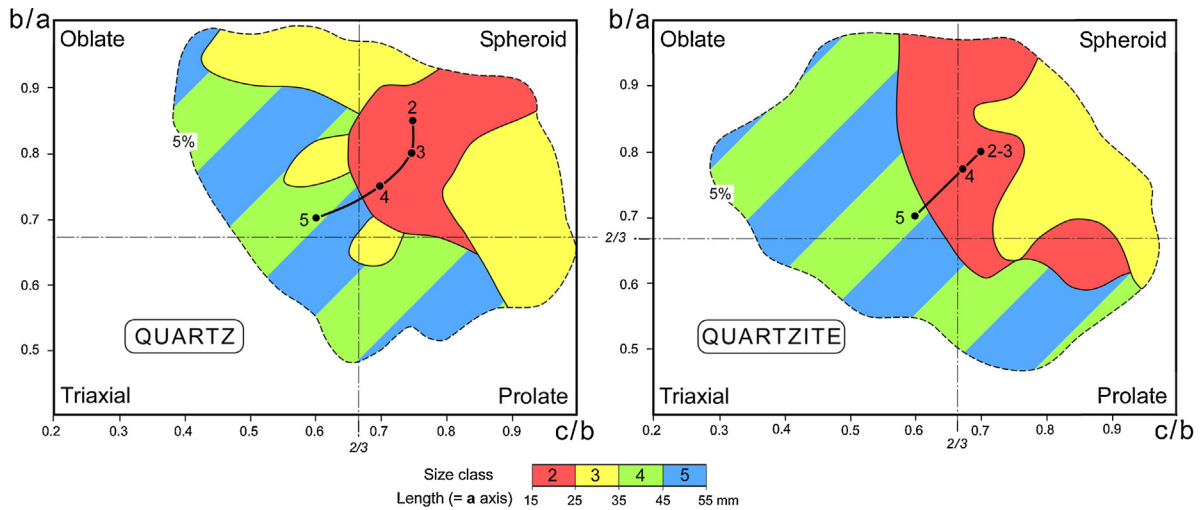 b/a
Oblate
Spheroid
0.9
0.8
0.7
0.6
0.5
5%
2
3
4
5
QUARTZ
Triaxial
Prolate
0.2
0.3
0.4
0.5
0.6
2/3
0.7
0.8
0.9
c/b
b/a
Oblate
Spheroid
0.9
0.8
0.7
2/3
0.6
0.5
5%
2-3
4
5
QUARTZITE
Triaxial
Prolate
0.2
0.3
0.4
0.5
0.6
2/3
0.7
0.8
0.9
c/b
Size class 2 3 4 5
Length (= a axis) 15 25 35 45 55 mm